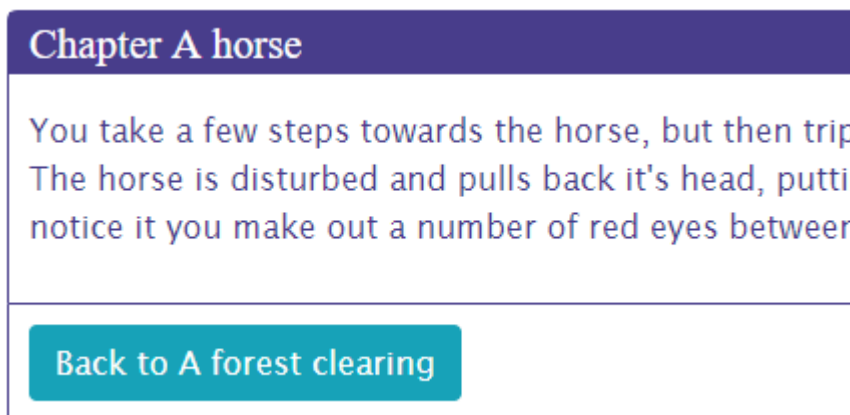 Chapter A horse
You take a few steps towards the horse, but then trip
The horse is disturbed and pulls back it's head, putti
notice it you make out a number of red eyes between
Back to A forest clearing